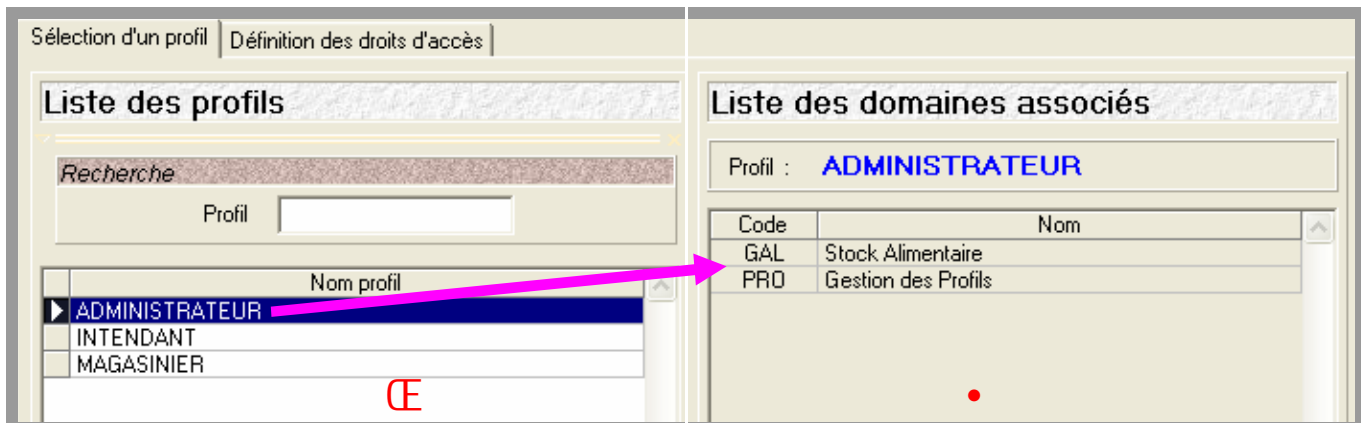 Sélection d'un profil Définition des droits d'accès
Liste des profils
Recherche
Profil
Nom profil
ADMINISTRATEUR
INTENDANT
MAGASINIER
Œ
Liste des domaines associés
Profil : ADMINISTRATEUR
Code Nom
GAL Stock Alimentaire
PRO Gestion des Profils
•